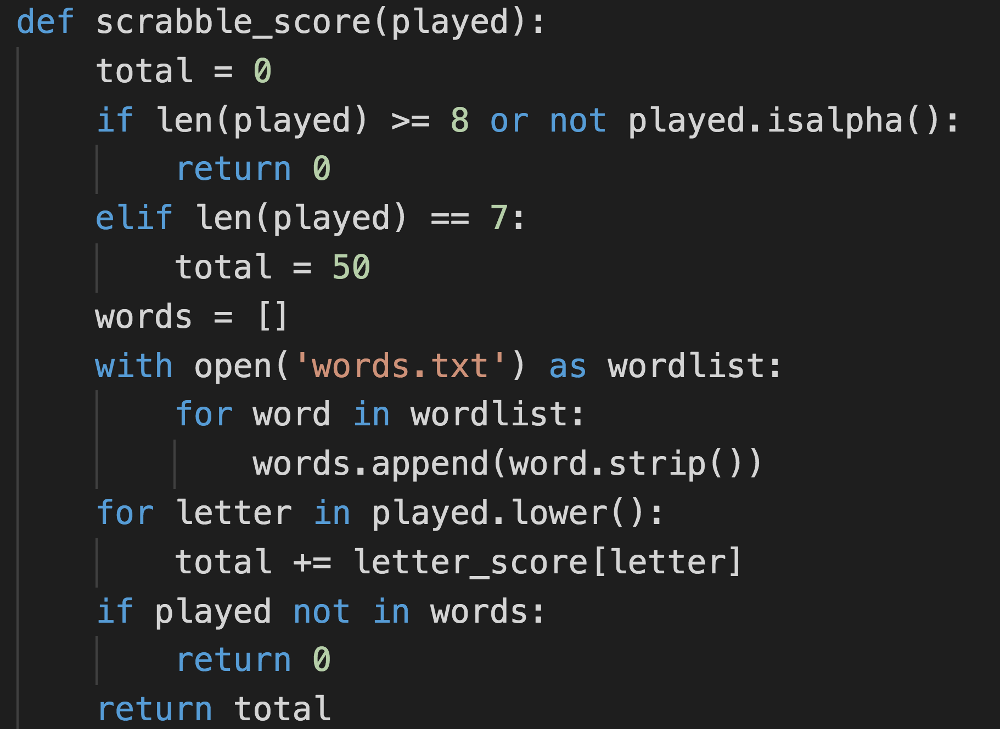 def scrabble_score(played):
    total = 0
    if len(played) >= 8 or not played.isalpha():
        return 0
    elif len(played) == 7:
        total = 50
    words = []
    with open('words.txt') as wordlist:
        for word in wordlist:
            words.append(word.strip())
    for letter in played.lower():
        total += letter_score[letter]
    if played not in words:
        return 0
    return total